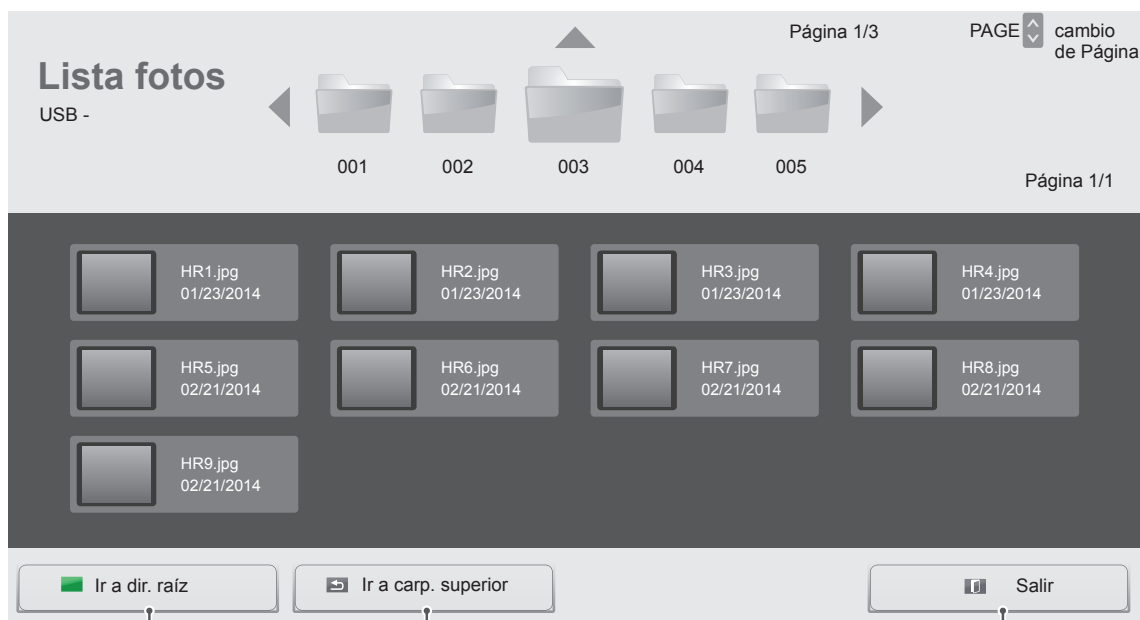 Página 1/3
PAGE
cambio
de Página
Lista fotos
USB -
001
002
003
004
005
Página 1/1
HR1.jpg
01/23/2014
HR2.jpg
01/23/2014
HR3.jpg
01/23/2014
HR4.jpg
01/23/2014
HR5.jpg
02/21/2014
HR6.jpg
02/21/2014
HR7.jpg
02/21/2014
HR8.jpg
02/21/2014
HR9.jpg
02/21/2014
Ir a dir. raíz
Ir a carp. superior
Salir